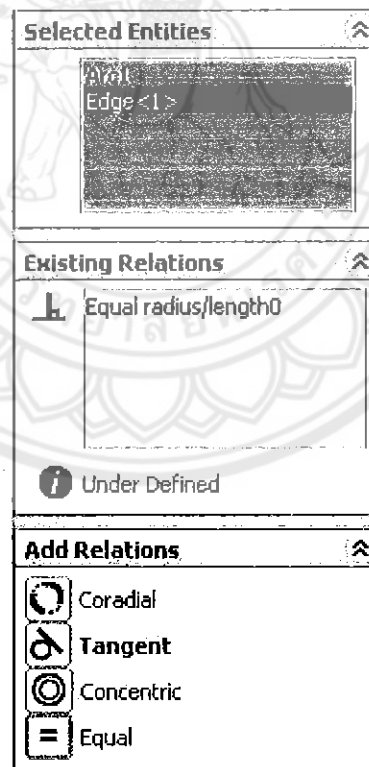 Selected Entities
Arc1
Edge<1>
Existing Relations
Equal radius/length0
Under Defined
Add Relations
Coradial
Tangent
Concentric
Equal